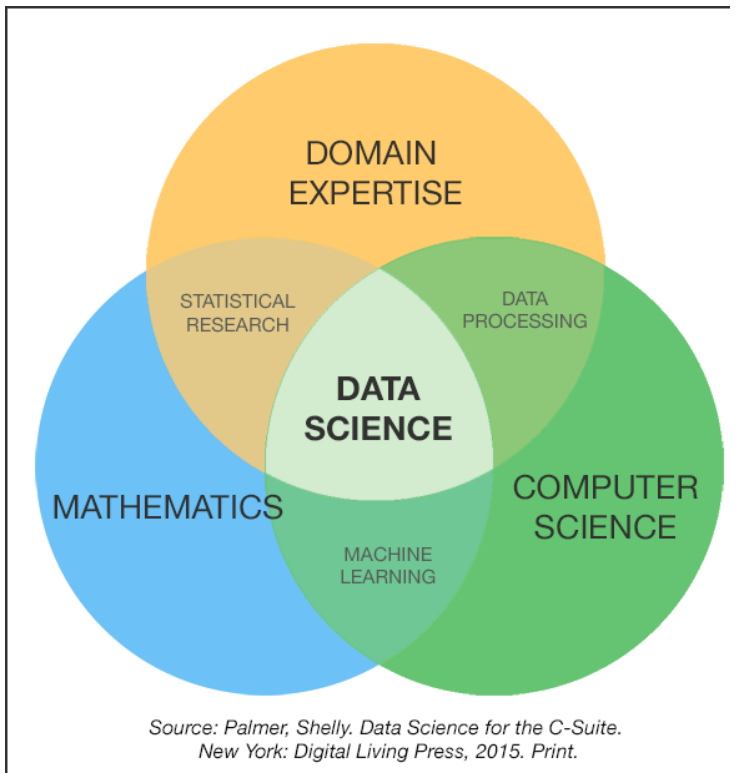 DOMAIN
EXPERTISE
STATISTICAL
RESEARCH
DATA
PROCESSING
DATA
SCIENCE
MATHEMATICS
COMPUTER
SCIENCE
MACHINE
LEARNING
Source: Palmer, Shelly. Data Science for the C-Suite.
New York: Digital Living Press, 2015. Print.